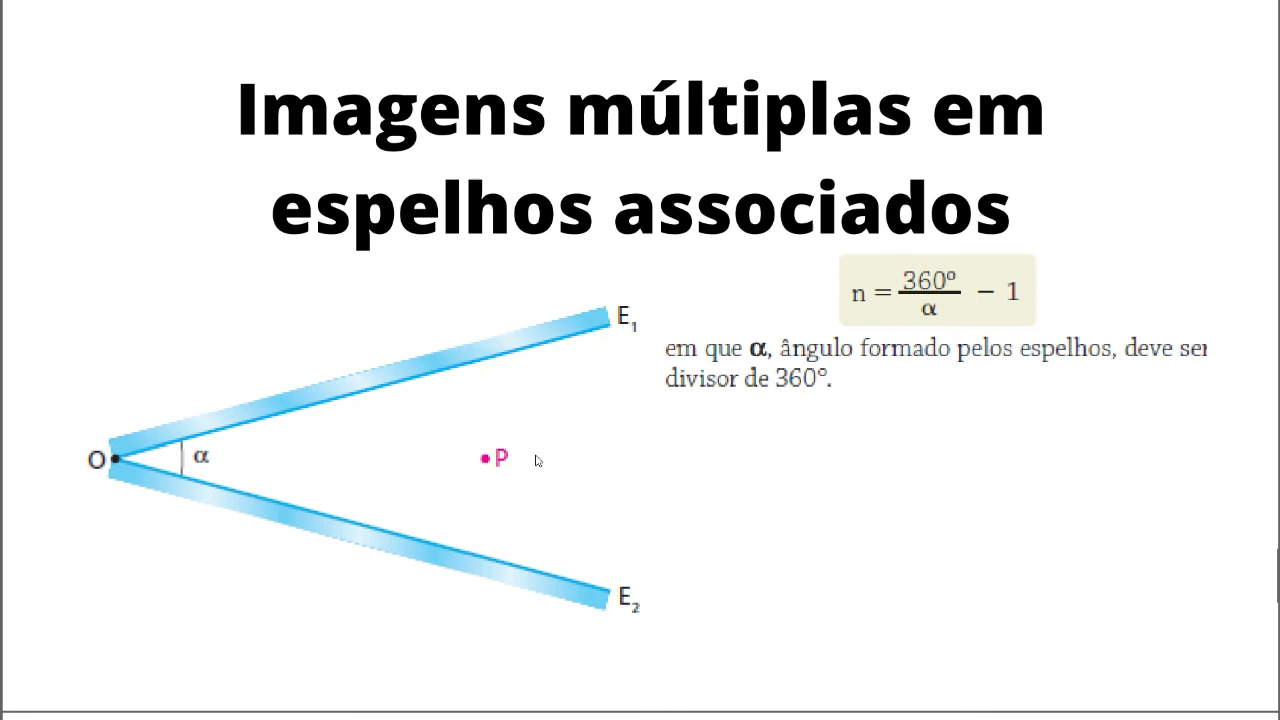 Imagens múltiplas em
espelhos associados
n = 360º/α − 1
em que α, ângulo formado pelos espelhos, deve ser
divisor de 360°.
E₁
O
α
P
E₂